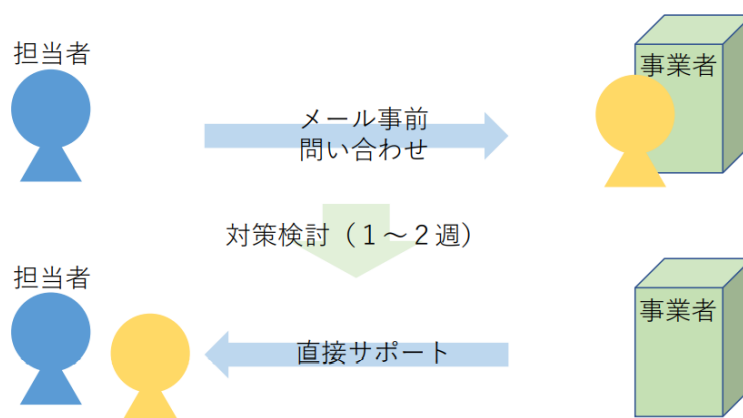 担当者
事業者
メール事前
問い合わせ
対策検討（１～２週）
担当者
事業者
直接サポート